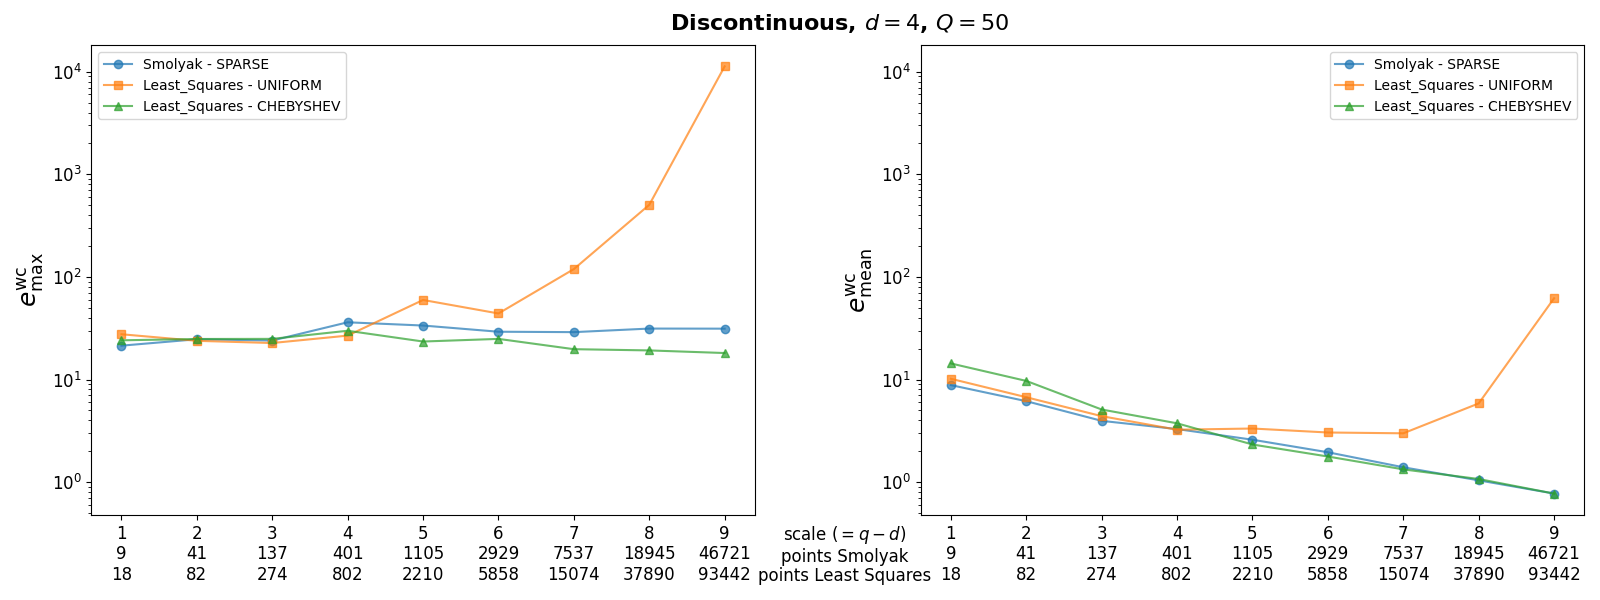 Discontinuous, d = 4, Q = 50
Smolyak - SPARSE
Least_Squares - UNIFORM
Least_Squares - CHEBYSHEV
10^4
10^3
10^2
10^1
10^0
e^wc_max
1 2 3 4 5 6 7 8 9
9 41 137 401 1105 2929 7537 18945 46721
18 82 274 802 2210 5858 15074 37890 93442
scale (= q − d)
points Smolyak
points Least Squares
Smolyak - SPARSE
Least_Squares - UNIFORM
Least_Squares - CHEBYSHEV
10^4
10^3
10^2
10^1
10^0
e^wc_mean
1 2 3 4 5 6 7 8 9
9 41 137 401 1105 2929 7537 18945 46721
18 82 274 802 2210 5858 15074 37890 93442